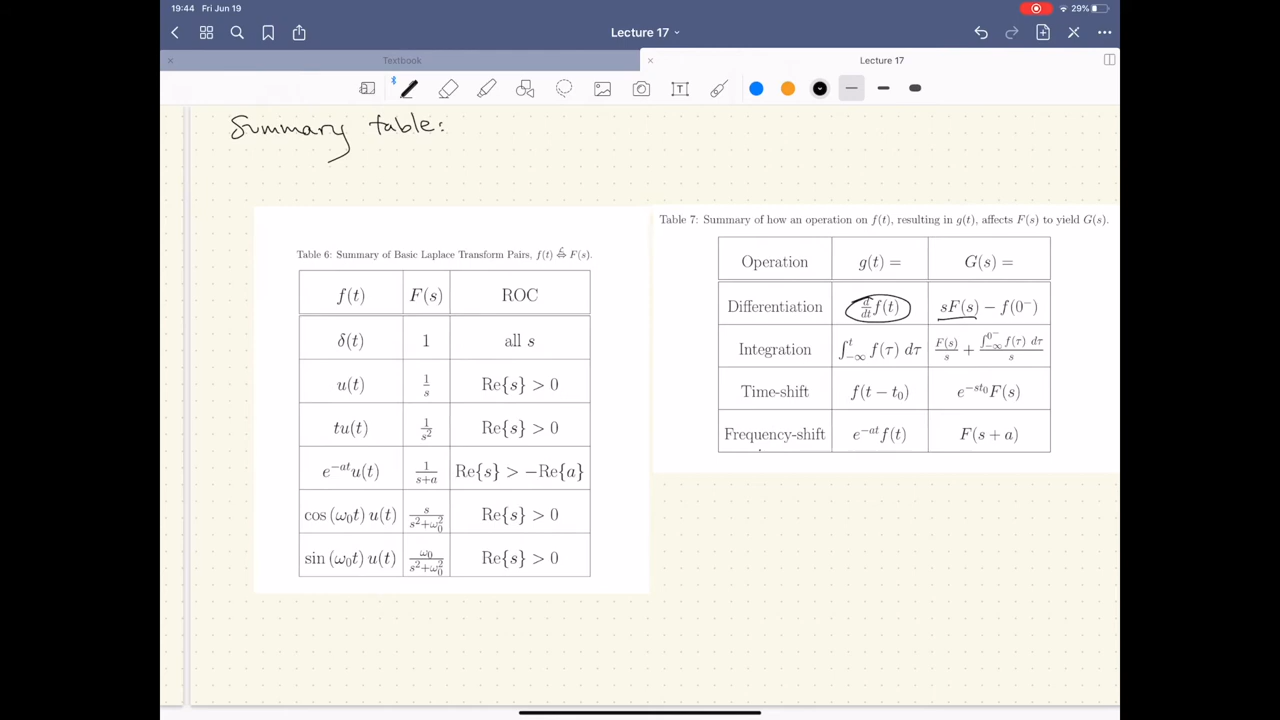 19:44 Fri Jun 19
29%
Lecture 17
Textbook
Lecture 17
T
Summary table:
Table 6: Summary of Basic Laplace Transform Pairs, f(t) ⇔ℒ F(s).
f(t) F(s) ROC
δ(t) 1 all s
u(t) 1/s Re{s} > 0
tu(t) 1/s² Re{s} > 0
e^{−at}u(t) 1/(s+a) Re{s} > −Re{a}
cos (ω₀t) u(t) s/(s²+ω₀²) Re{s} > 0
sin (ω₀t) u(t) ω₀/(s²+ω₀²) Re{s} > 0
Table 7: Summary of how an operation on f(t), resulting in g(t), affects F(s) to yield G(s).
Operation g(t) = G(s) =
Differentiation d/dt f(t) sF(s) − f(0⁻)
Integration ∫_{−∞}^{t} f(τ) dτ F(s)/s + ∫_{−∞}^{0⁻} f(τ) dτ/s
Time-shift f(t − t₀) e^{−st₀}F(s)
Frequency-shift e^{−at}f(t) F(s + a)